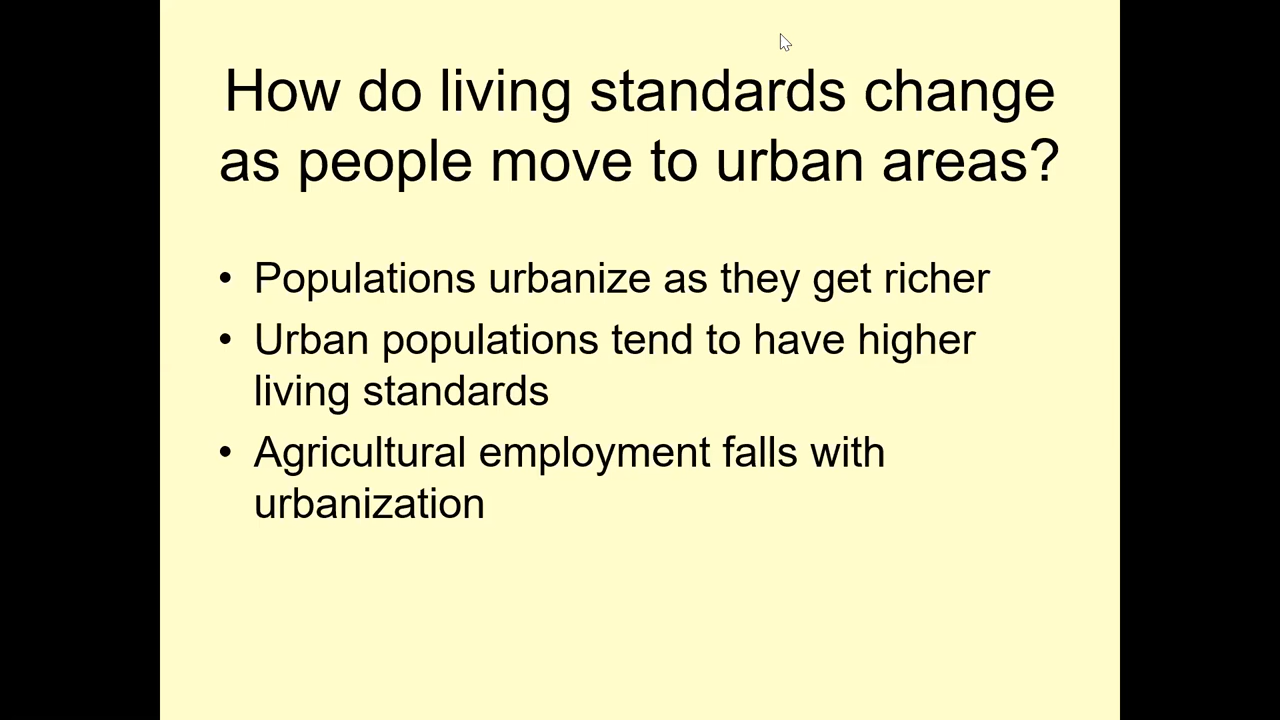 How do living standards change
as people move to urban areas?
• Populations urbanize as they get richer
• Urban populations tend to have higher
living standards
• Agricultural employment falls with
urbanization